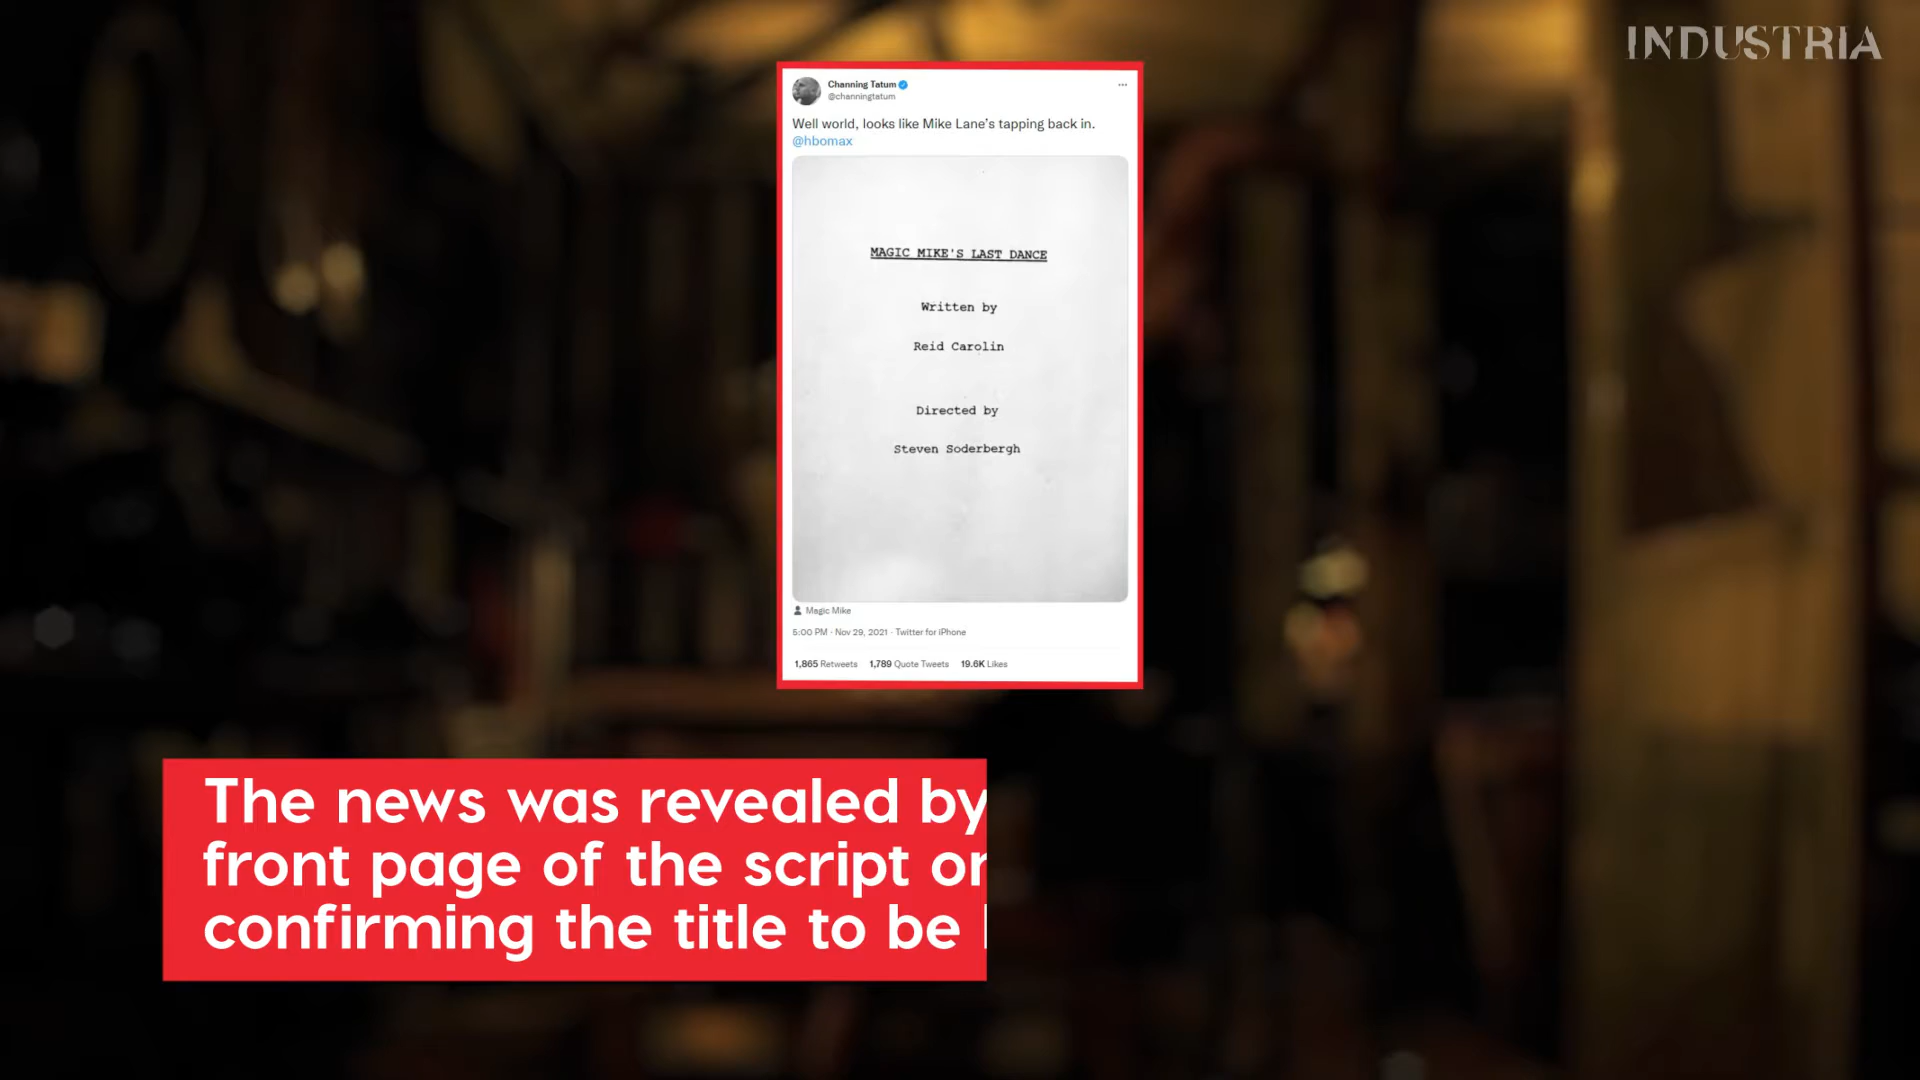 INDUSTRIA
Channing Tatum
@channingtatum
Well world, looks like Mike Lane's tapping back in.
@hbomax
MAGIC MIKE'S LAST DANCE
Written by
Reid Carolin
Directed by
Steven Soderbergh
Magic Mike
5:00 PM · Nov 29, 2021 · Twitter for iPhone
1,865 Retweets 1,789 Quote Tweets 19.6K Likes
The news was revealed by
front page of the script
confirming the title to be